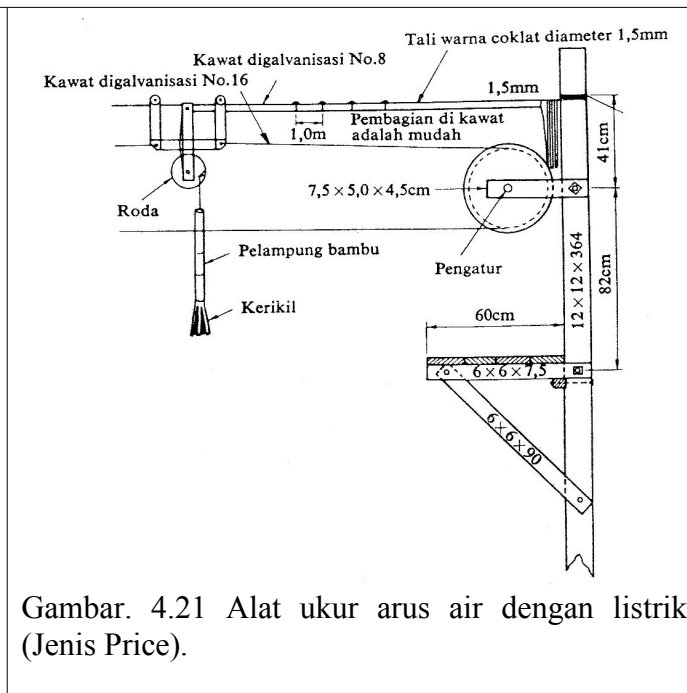 Tali warna coklat diameter 1,5mm
Kawat digalvanisasi No.8
Kawat digalvanisasi No.16
1,5mm
1,0m
Pembagian di kawat
adalah mudah
41cm
7,5 × 5,0 × 4,5cm
Roda
Pelampung bambu
Pengatur
12×12×364
82cm
Kerikil
60cm
6×6×7,5
6×6×90
Gambar. 4.21 Alat ukur arus air dengan listrik
(Jenis Price).